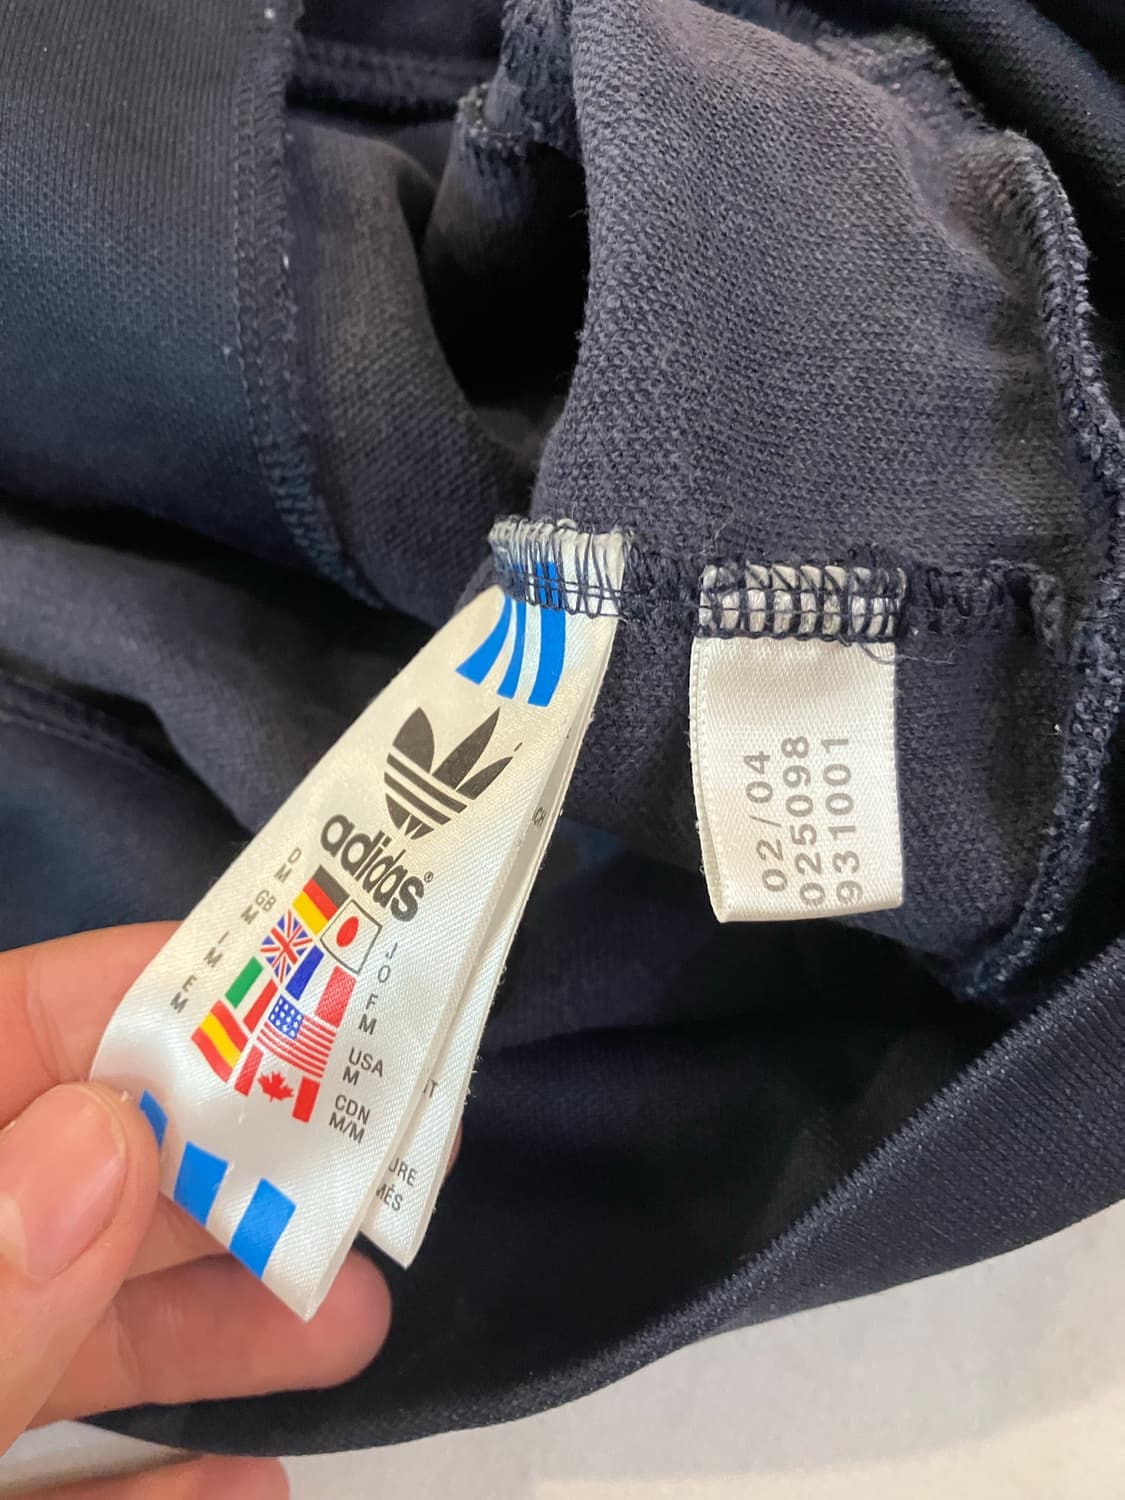 adidas®
D
M
GB
M
I
M
E
M
J
O
F
M
USA
M
CDN
M/M
02/04
025098
931001